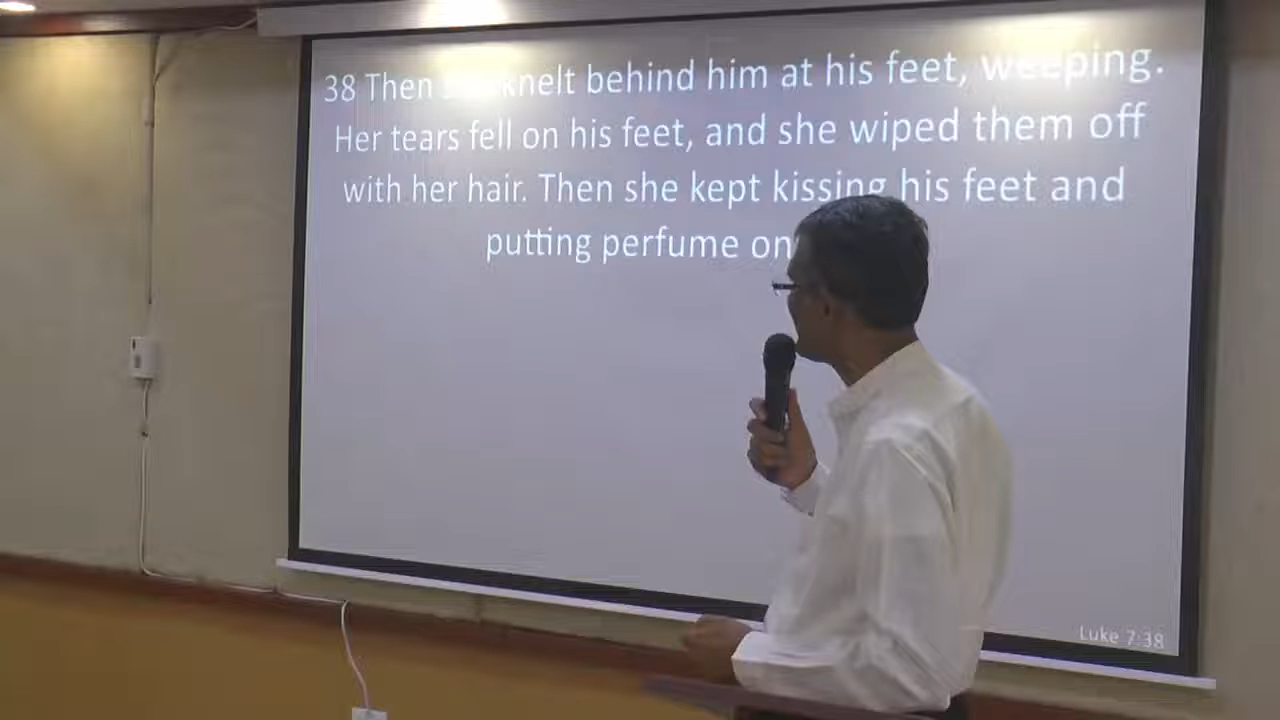 38 Then knelt behind him at his feet, weeping.
Her tears fell on his feet, and she wiped them off
with her hair. Then she kept kissing his feet and
putting perfume on
Luke 7:38